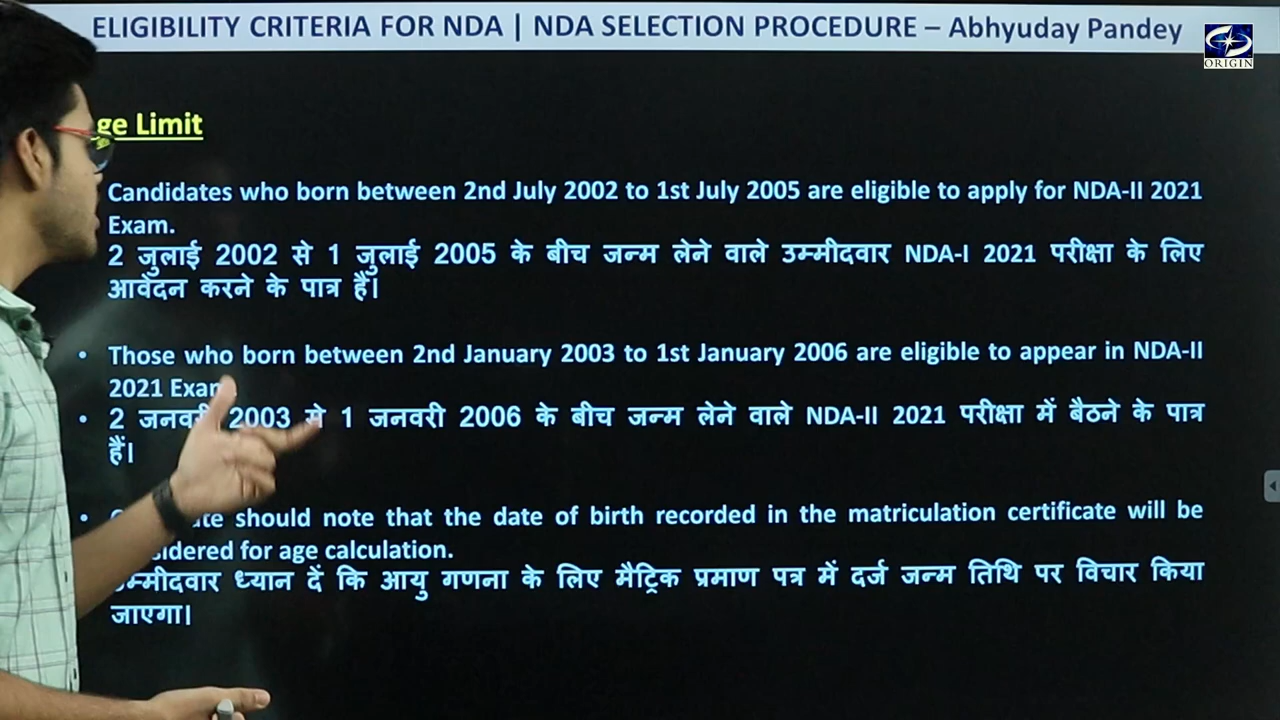 ELIGIBILITY CRITERIA FOR NDA | NDA SELECTION PROCEDURE – Abhyuday Pandey
ORIGIN
ge Limit
Candidates who born between 2nd July 2002 to 1st July 2005 are eligible to apply for NDA-II 2021
Exam.
2 जुलाई 2002 से 1 जुलाई 2005 के बीच जन्म लेने वाले उम्मीदवार NDA-I 2021 परीक्षा के लिए
आवेदन करने के पात्र हैं।
• Those who born between 2nd January 2003 to 1st January 2006 are eligible to appear in NDA-II
2021 Exam
• 2 जनवरी 2003 से 1 जनवरी 2006 के बीच जन्म लेने वाले NDA-II 2021 परीक्षा में बैठने के पात्र
हैं।
• should note that the date of birth recorded in the matriculation certificate will be
sidered for age calculation.
उम्मीदवार ध्यान दें कि आयु गणना के लिए मैट्रिक प्रमाण पत्र में दर्ज जन्म तिथि पर विचार किया
जाएगा।